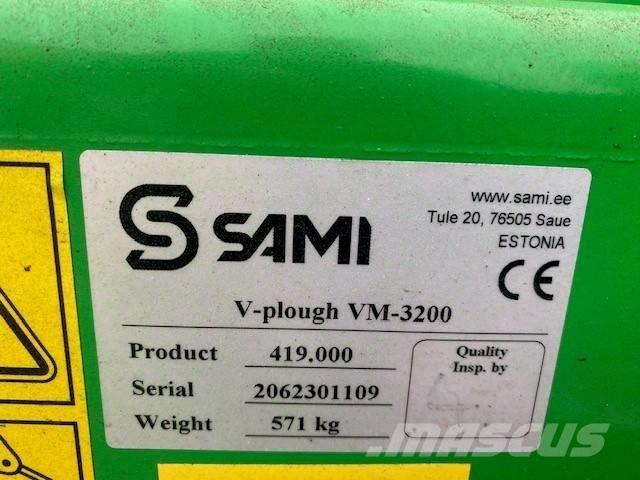 SAMI
www.sami.ee
Tule 20, 76505 Saue
ESTONIA
CE
V-plough VM-3200
Product 419.000
Serial 2062301109
Weight 571 kg
Quality
Insp. by
MASCUS